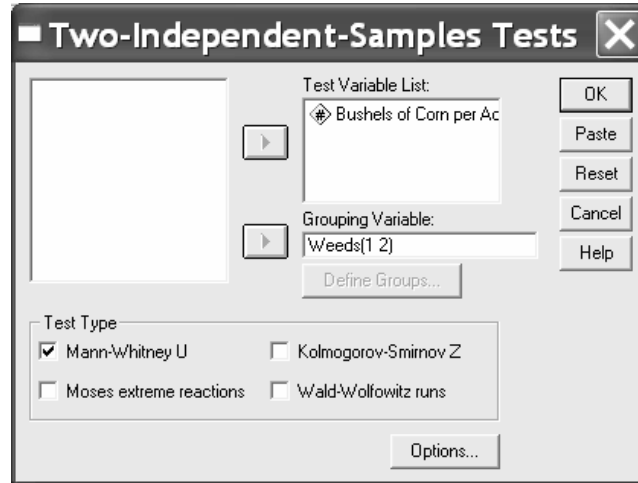 Two-Independent-Samples Tests
Test Variable List:
Bushels of Corn per Ac
Grouping Variable:
Weeds(1 2)
Define Groups...
OK
Paste
Reset
Cancel
Help
Test Type
Mann-Whitney U
Kolmogorov-Smirnov Z
Moses extreme reactions
Wald-Wolfowitz runs
Options...